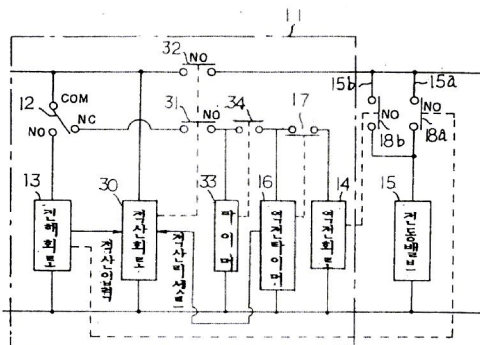 11
32
NO
15b
15a
COM
12
NC
NO
31
NO
34
17
NO
18b
NO
18a
13
30
33
16
14
15
전해회로
적산회로
타이머
역전타이머
역전회로
전동밸브
적산입력
적산리셋트